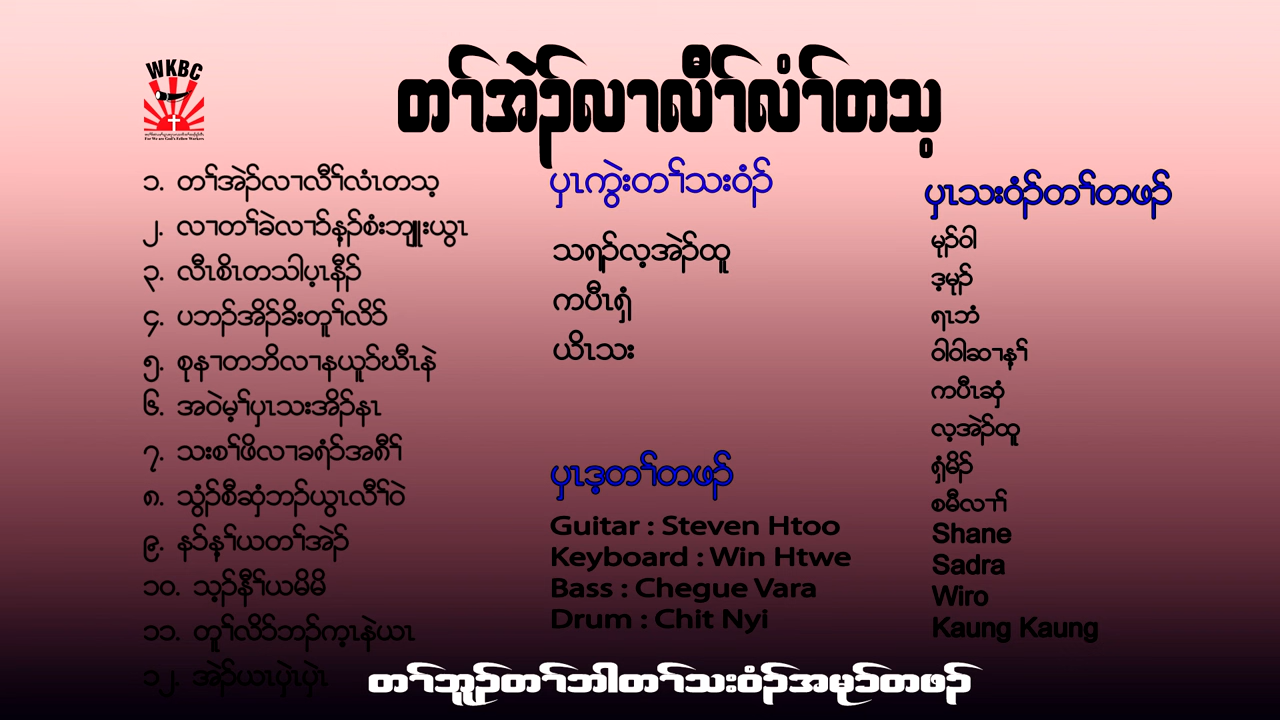 WKBC
တၢ်အဲၣ်လၢလီၢ်လံၢ်တသ့
၁. တၢ်အဲၣ်လၢလီၢ်လံၤတသ့
၂. လၢတၢ်ခဲလၢာ်န့ၣ်စံးဘျုးယွၤ
၃. လီၤစိၤတသါပ့ၤနီၣ်
၄. ပဘၣ်အိၣ်ခိးတူၢ်လိာ်
၅. စုနၢတဘိလၢနယူာ်ဃီၤနဲ
၆. အဝဲမ့ၢ်ပှၤသးအိၣ်နၤ
၇. သးစၢ်ဖိလၢခရံာ်အဂီၢ်
၈. သွံၣ်စီဆှံဘၣ်ယွၤလီၢ်ဝဲ
၉. နာ်န့ၢ်ယတၢ်အဲၣ်
၁၀. သ့ၣ်နီၢ်ယမိမိ
၁၁. တူၢ်လိာ်ဘၣ်က့ၤနဲယၤ
၁၂. အဲာ်ယၤပှဲၤပှဲၤ
ပှၤကွဲးတၢ်သးဝံၣ်
သရၣ်လ့အဲၣ်ထူ
ကပီၤရှံ
ယိၤသး
ပှၤဒ့တၢ်တဖၣ်
Guitar : Steven Htoo
Keyboard : Win Htwe
Bass : Chegue Vara
Drum : Chit Nyi
ပှၤသးဝံၣ်တၢ်တဖၣ်
မုၣ်ဝါ
ဒ့မုၣ်
ရၤဘံ
ဝါဝါဆၢန့ၢ်
ကပီၤဆှံ
လ့အဲၣ်ထူ
ရှံမိၣ်
စမီလၢၢ်
Shane
Sadra
Wiro
Kaung Kaung
တၢ်ဘူၣ်တၢ်ဘါတၢ်သးဝံၣ်အမုာ်တဖၣ်